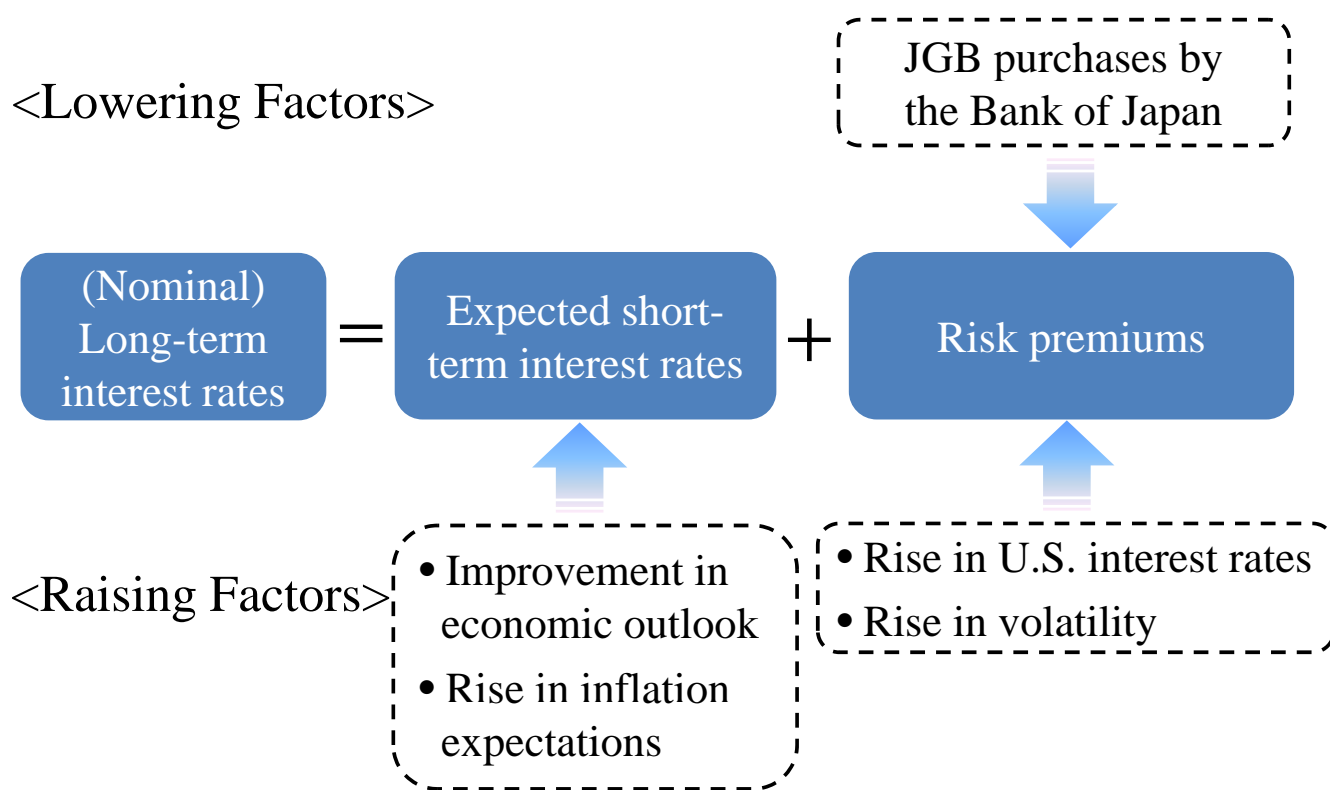 JGB purchases by
the Bank of Japan
<Lowering Factors>
(Nominal)
Long-term
interest rates
=
Expected short-
term interest rates
+
Risk premiums
<Raising Factors>
• Improvement in
economic outlook
• Rise in inflation
expectations
• Rise in U.S. interest rates
• Rise in volatility